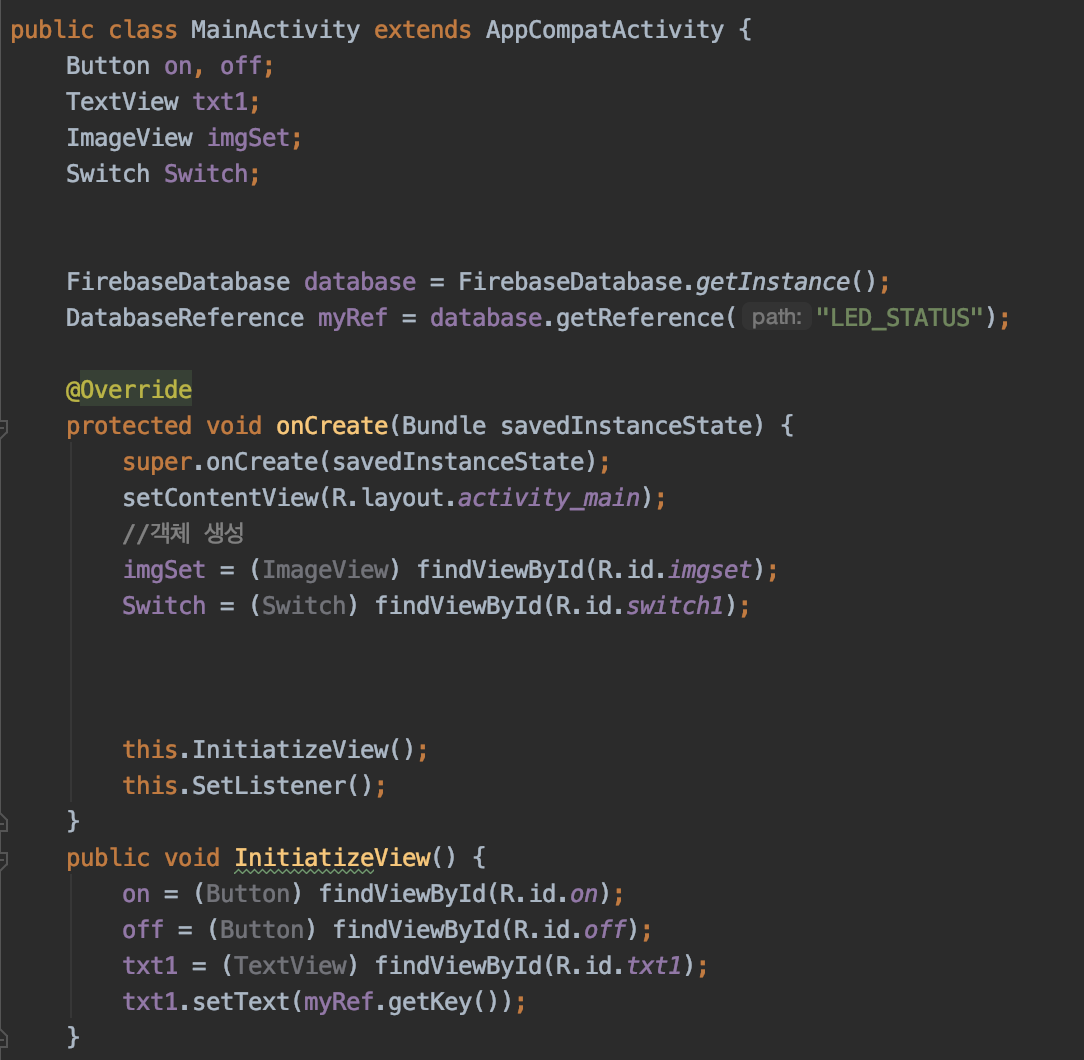 public class MainActivity extends AppCompatActivity {
    Button on, off;
    TextView txt1;
    ImageView imgSet;
    Switch Switch;
    FirebaseDatabase database = FirebaseDatabase.getInstance();
    DatabaseReference myRef = database.getReference( path: "LED_STATUS");
    @Override
    protected void onCreate(Bundle savedInstanceState) {
        super.onCreate(savedInstanceState);
        setContentView(R.layout.activity_main);
        //객체 생성
        imgSet = (ImageView) findViewById(R.id.imgset);
        Switch = (Switch) findViewById(R.id.switch1);
        this.InitiatizeView();
        this.SetListener();
    }
    public void InitiatizeView() {
        on = (Button) findViewById(R.id.on);
        off = (Button) findViewById(R.id.off);
        txt1 = (TextView) findViewById(R.id.txt1);
        txt1.setText(myRef.getKey());
    }